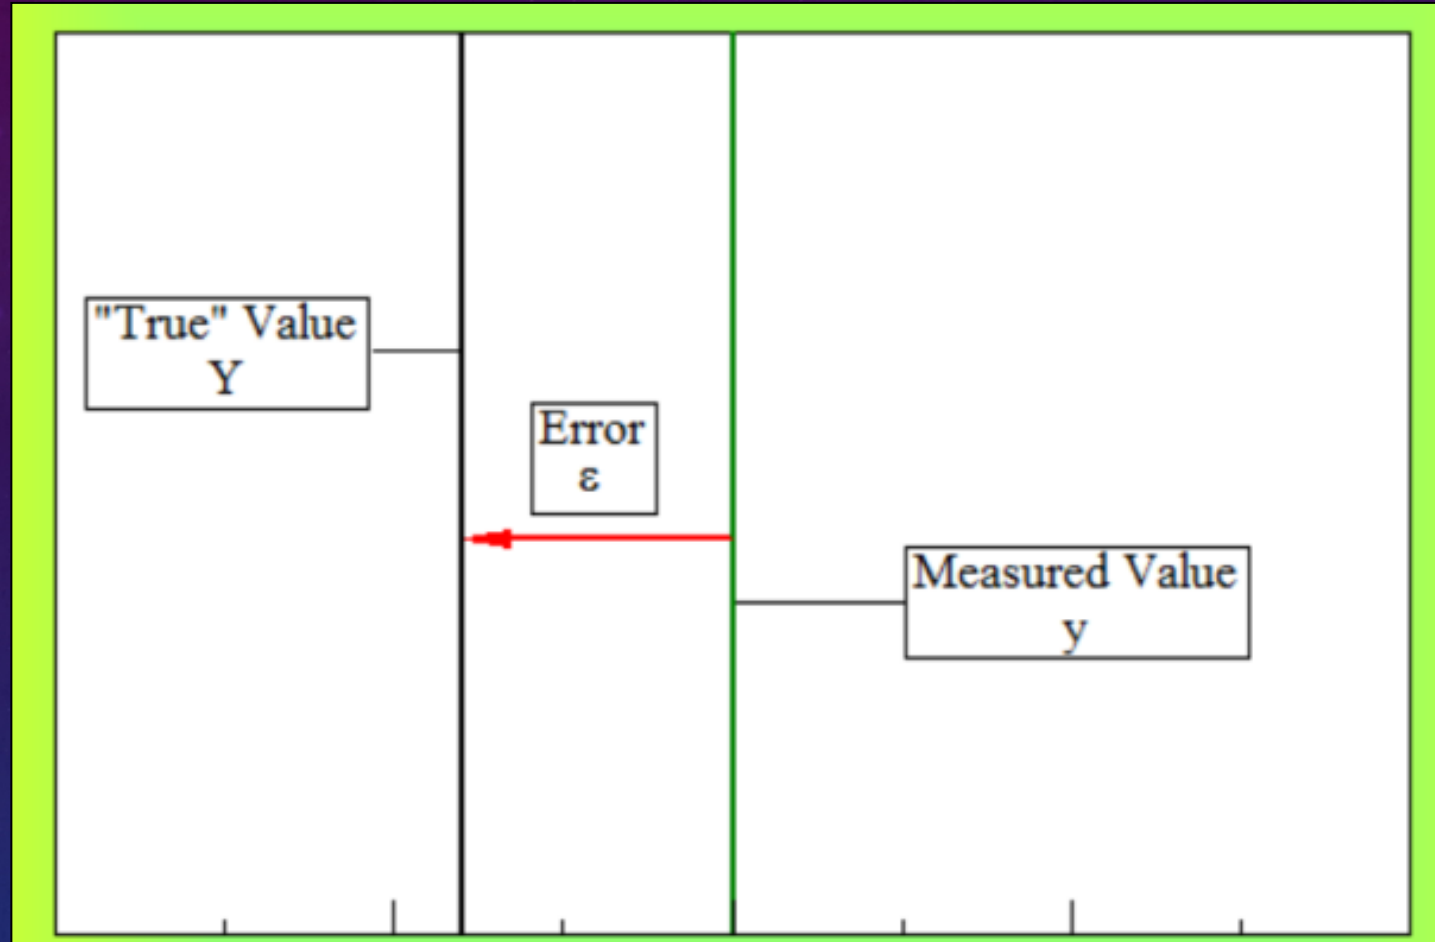 "True" Value
Y
Error
ε
Measured Value
y